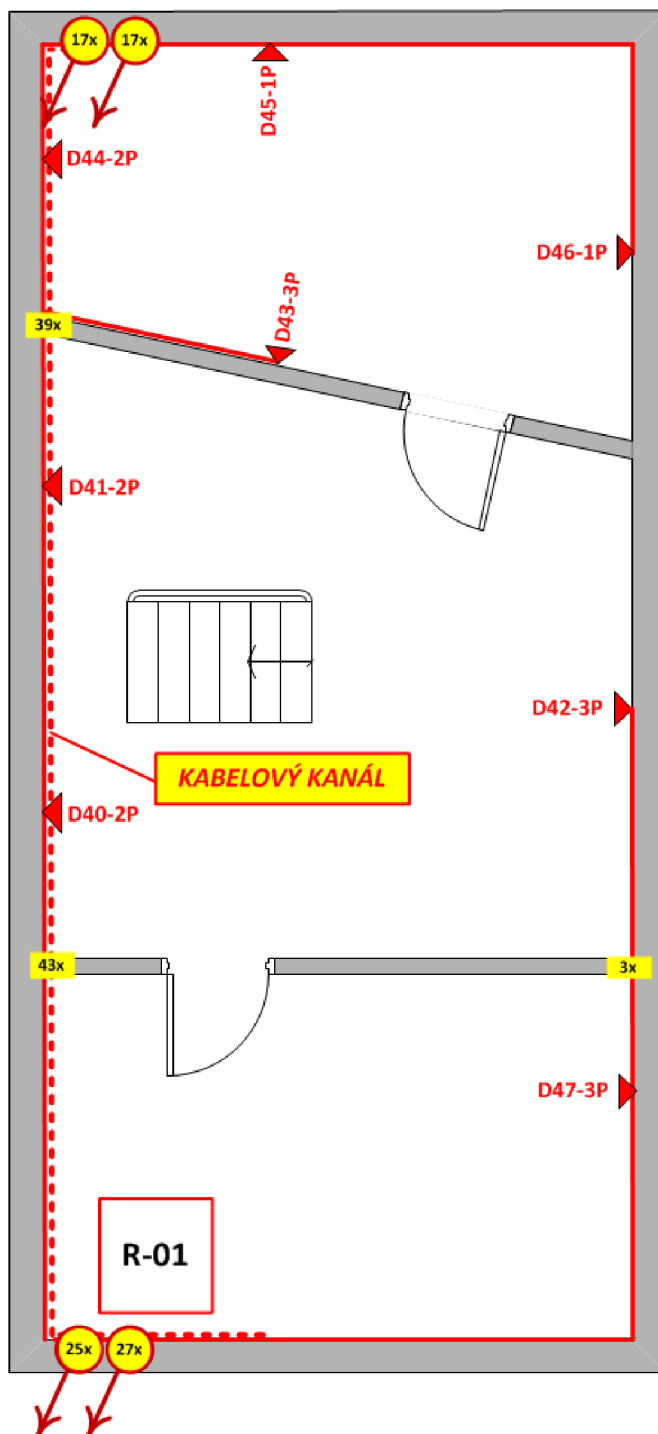 17x 17x
D45-1P
D44-2P
D46-1P
D43-3P
39x
D41-2P
D42-3P
KABELOVÝ KANÁL
D40-2P
43x
3x
D47-3P
R-01
25x 27x